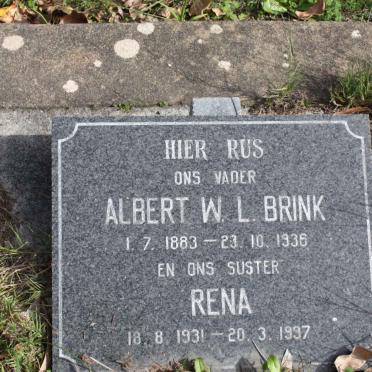 HIER RUS
ONS VADER
ALBERT W. L. BRINK
1. 7. 1883 — 23. 10. 1936
EN ONS SUSTER
RENA
18. 8. 1931 — 20. 3. 1937